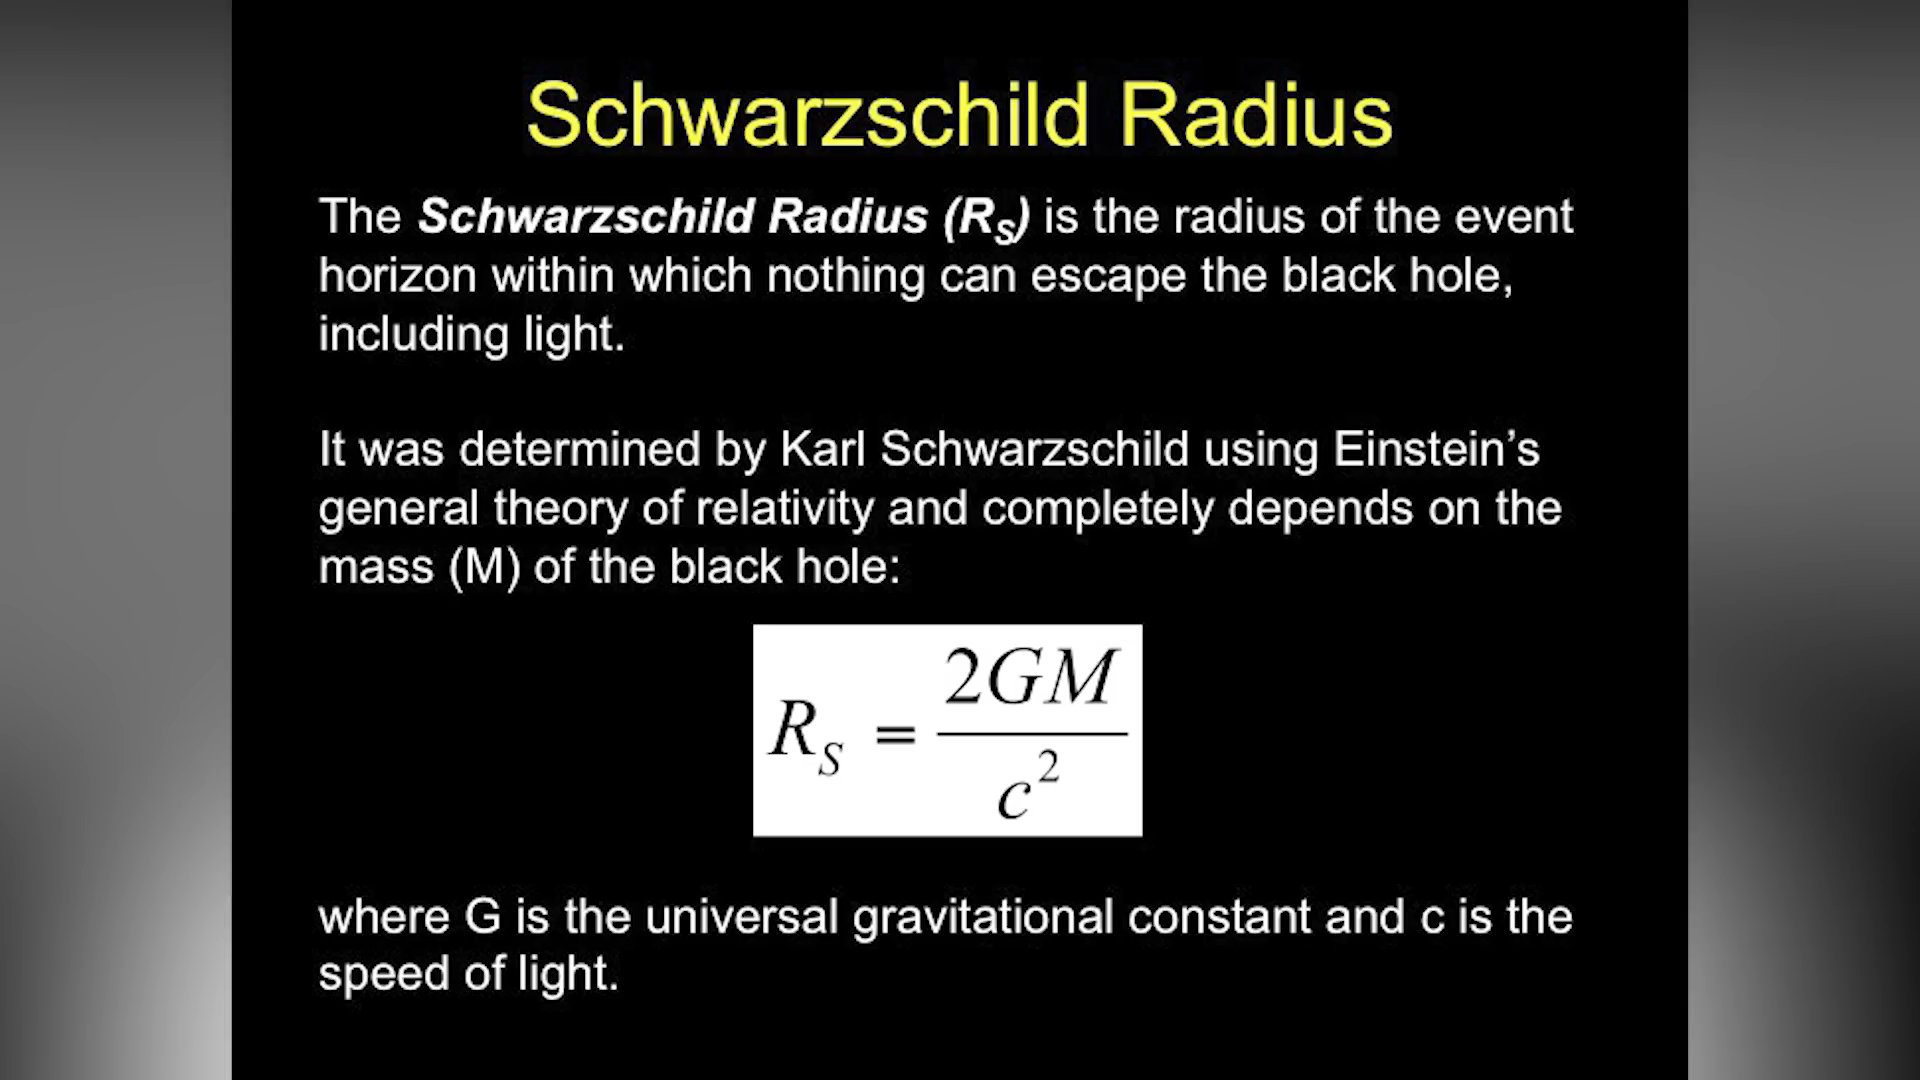 Schwarzschild Radius
The Schwarzschild Radius (R_S) is the radius of the event
horizon within which nothing can escape the black hole,
including light.
It was determined by Karl Schwarzschild using Einstein’s
general theory of relativity and completely depends on the
mass (M) of the black hole:
R_S = 2GM / c^2
where G is the universal gravitational constant and c is the
speed of light.